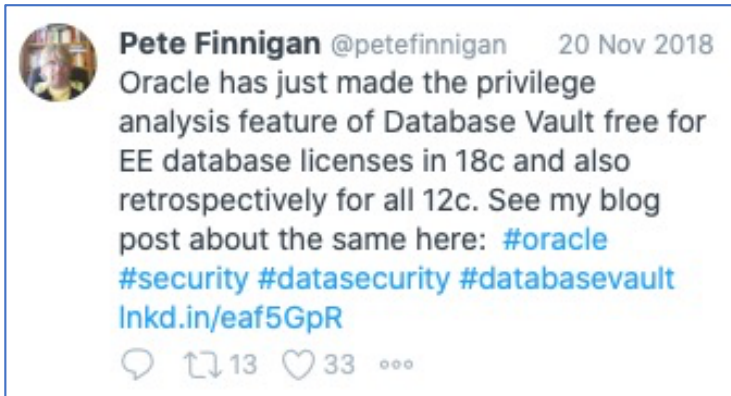 Pete Finnigan @petefinnigan 20 Nov 2018
Oracle has just made the privilege
analysis feature of Database Vault free for
EE database licenses in 18c and also
retrospectively for all 12c. See my blog
post about the same here: #oracle
#security #datasecurity #databasevault
lnkd.in/eaf5GpR
13 33